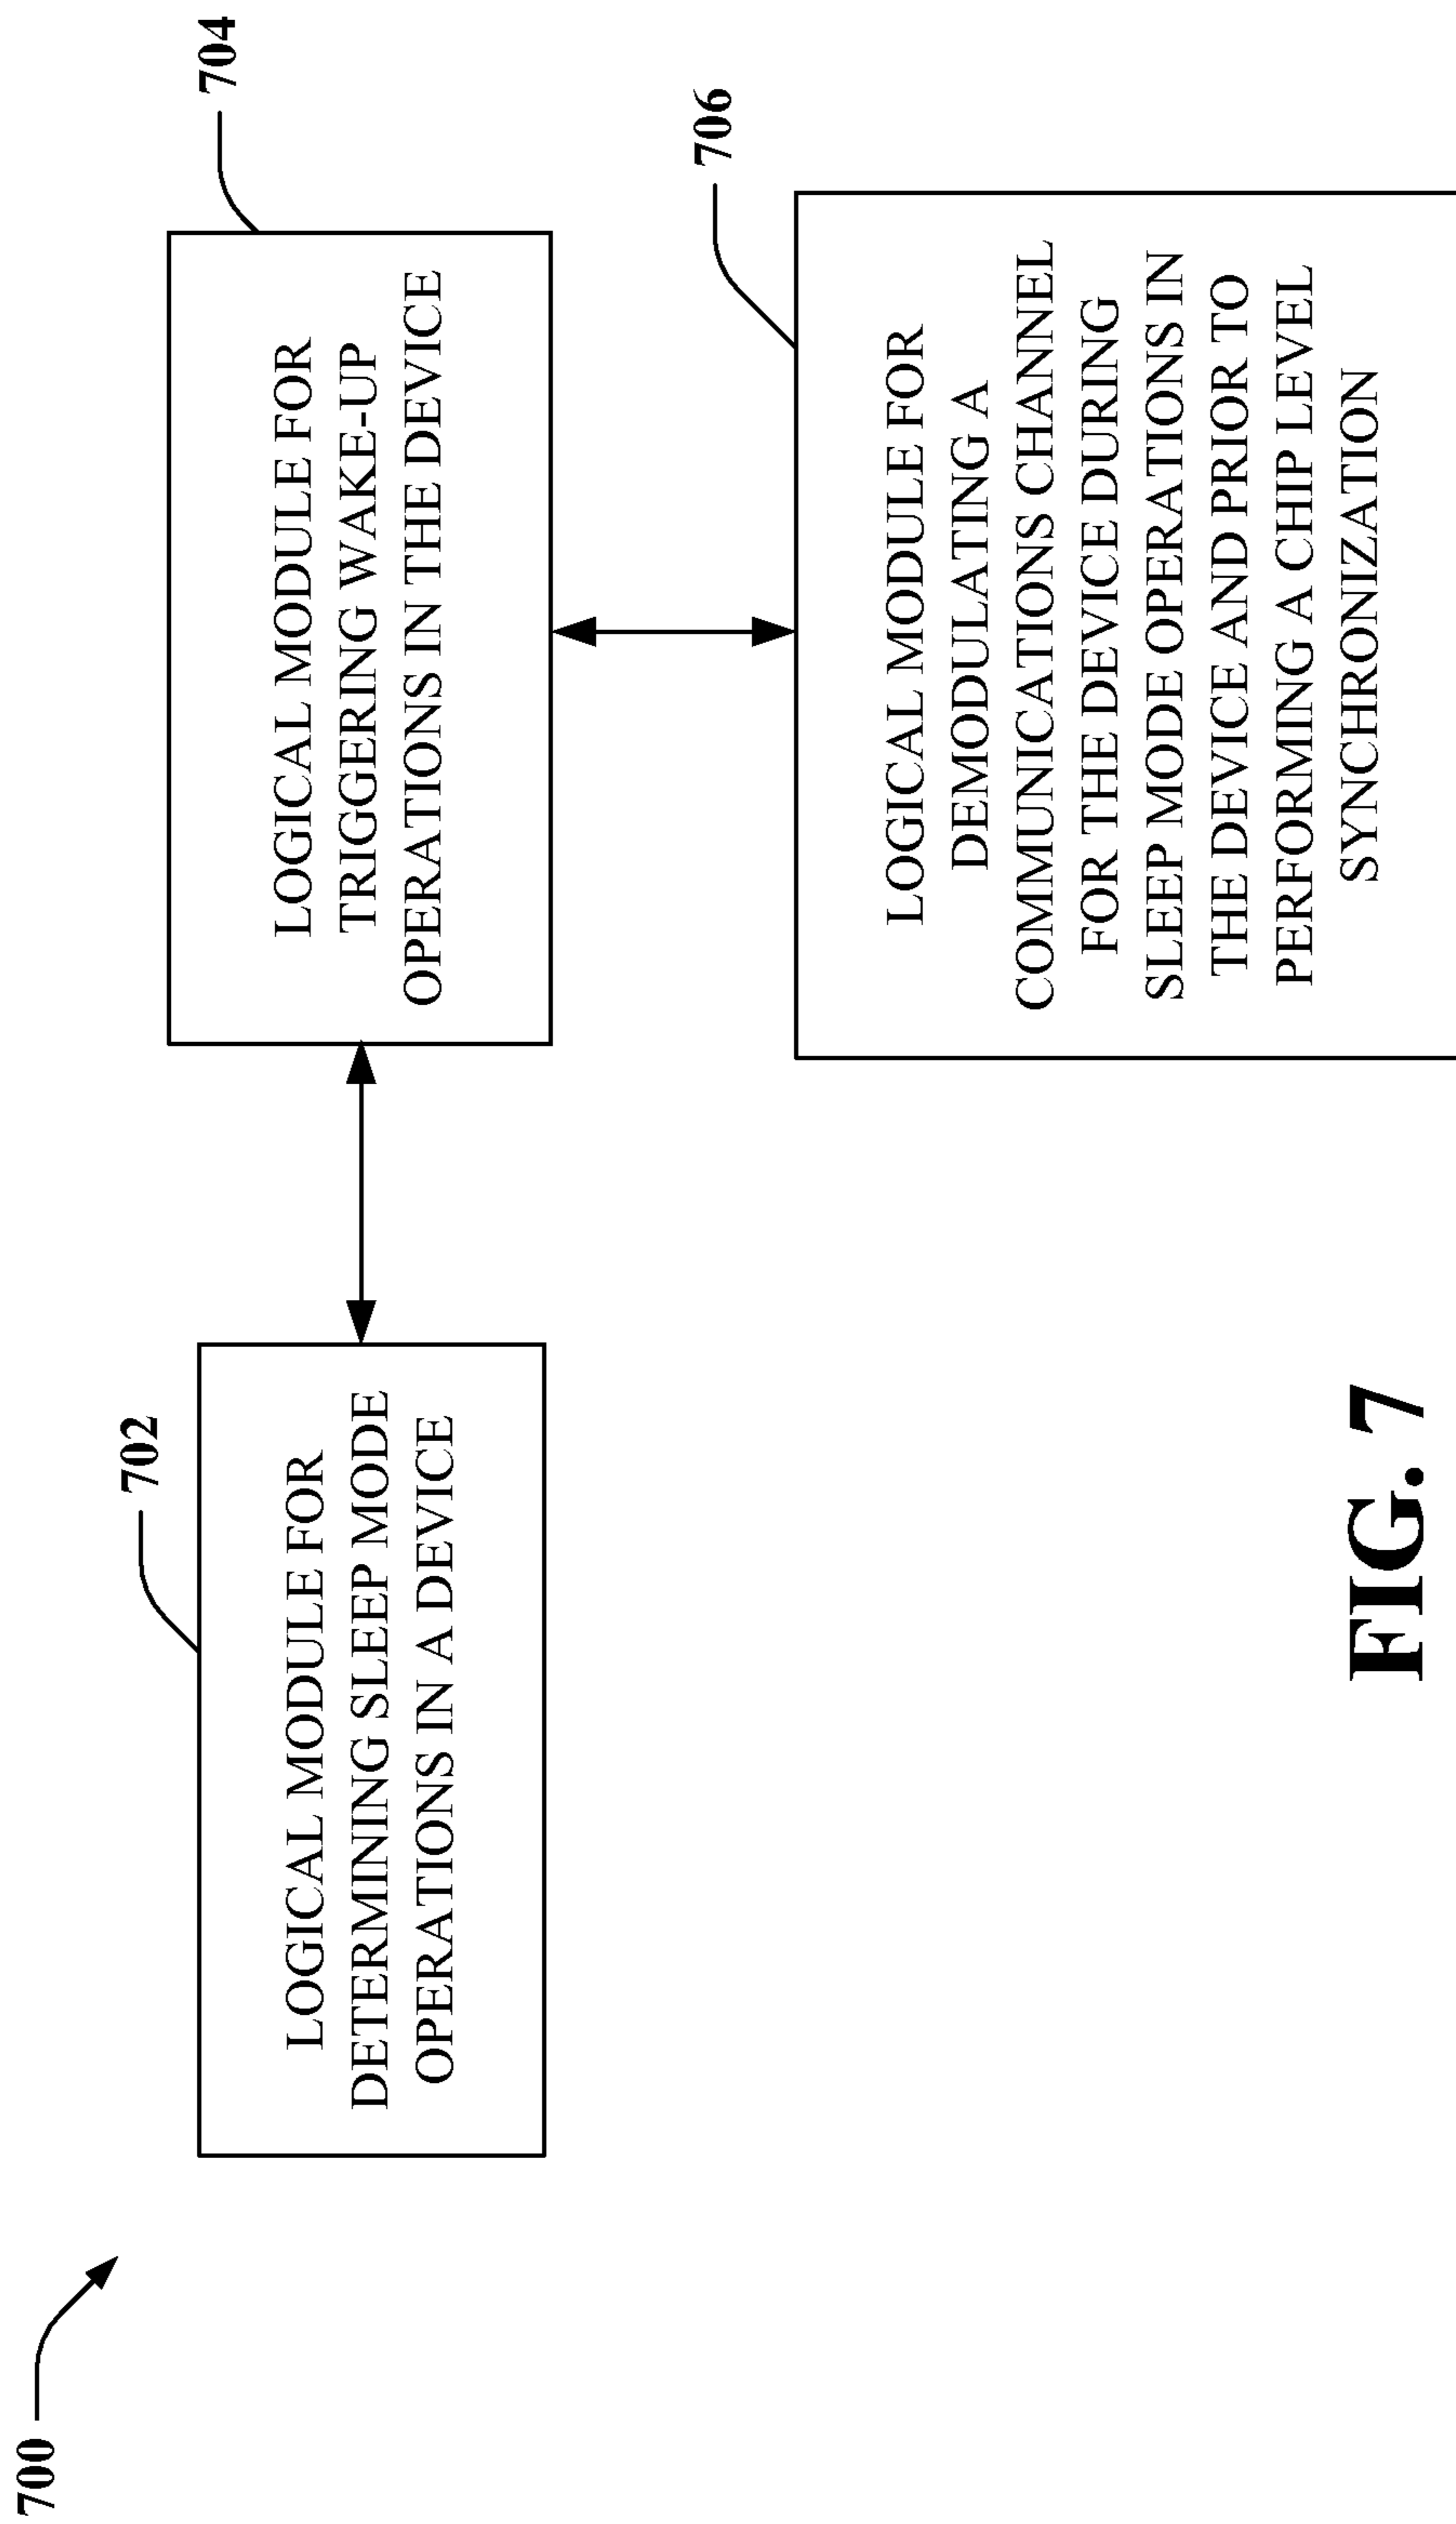 700
702
LOGICAL MODULE FOR
DETERMINING SLEEP MODE
OPERATIONS IN A DEVICE
704
LOGICAL MODULE FOR
TRIGGERING WAKE-UP
OPERATIONS IN THE DEVICE
706
LOGICAL MODULE FOR
DEMODULATING A
COMMUNICATIONS CHANNEL
FOR THE DEVICE DURING
SLEEP MODE OPERATIONS IN
THE DEVICE AND PRIOR TO
PERFORMING A CHIP LEVEL
SYNCHRONIZATION
FIG. 7